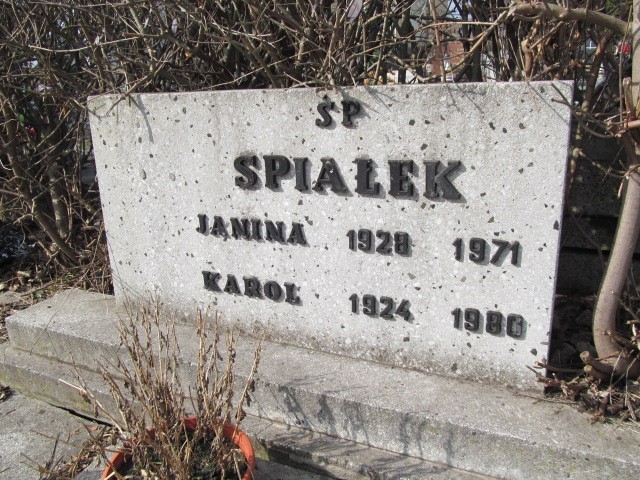 ŚP
SPIAŁEK
JANINA 1928 1971
KAROL 1924 1980